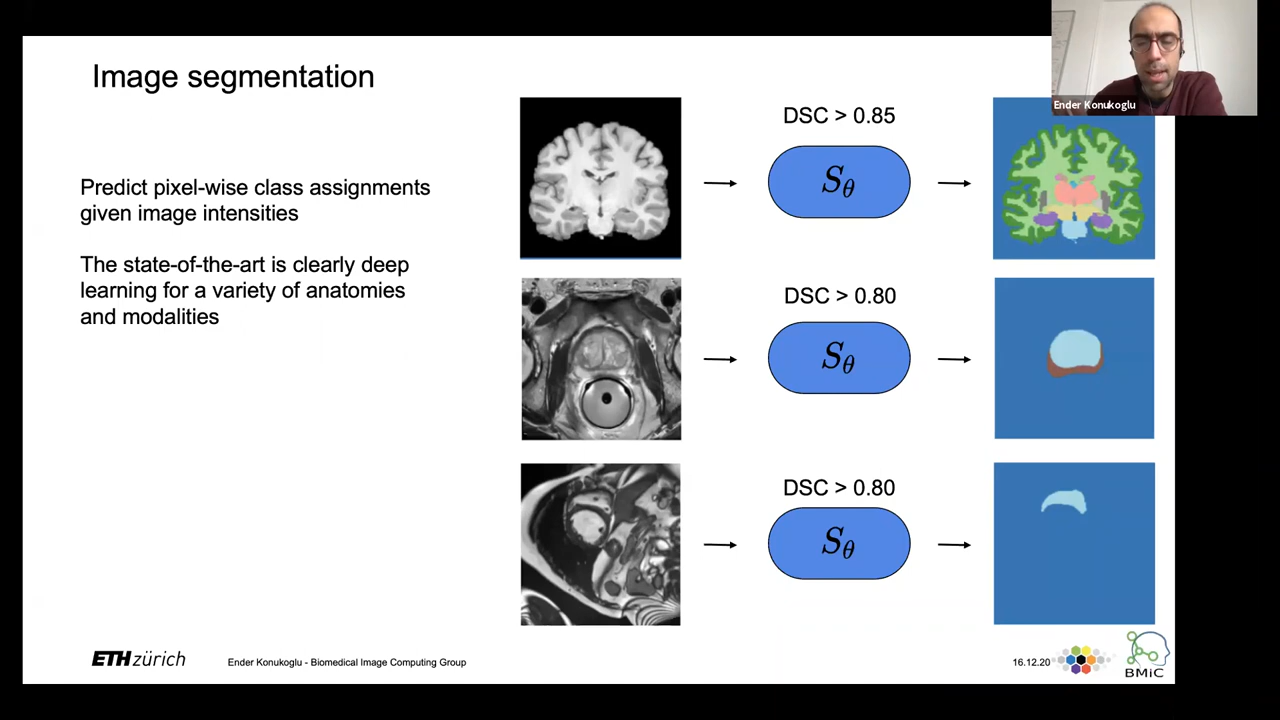 Image segmentation
Ender Konukoglu
Predict pixel-wise class assignments
given image intensities
The state-of-the-art is clearly deep
learning for a variety of anatomies
and modalities
DSC > 0.85
Sθ
DSC > 0.80
Sθ
DSC > 0.80
Sθ
ETH zürich
Ender Konukoglu - Biomedical Image Computing Group
16.12.20
BMiC